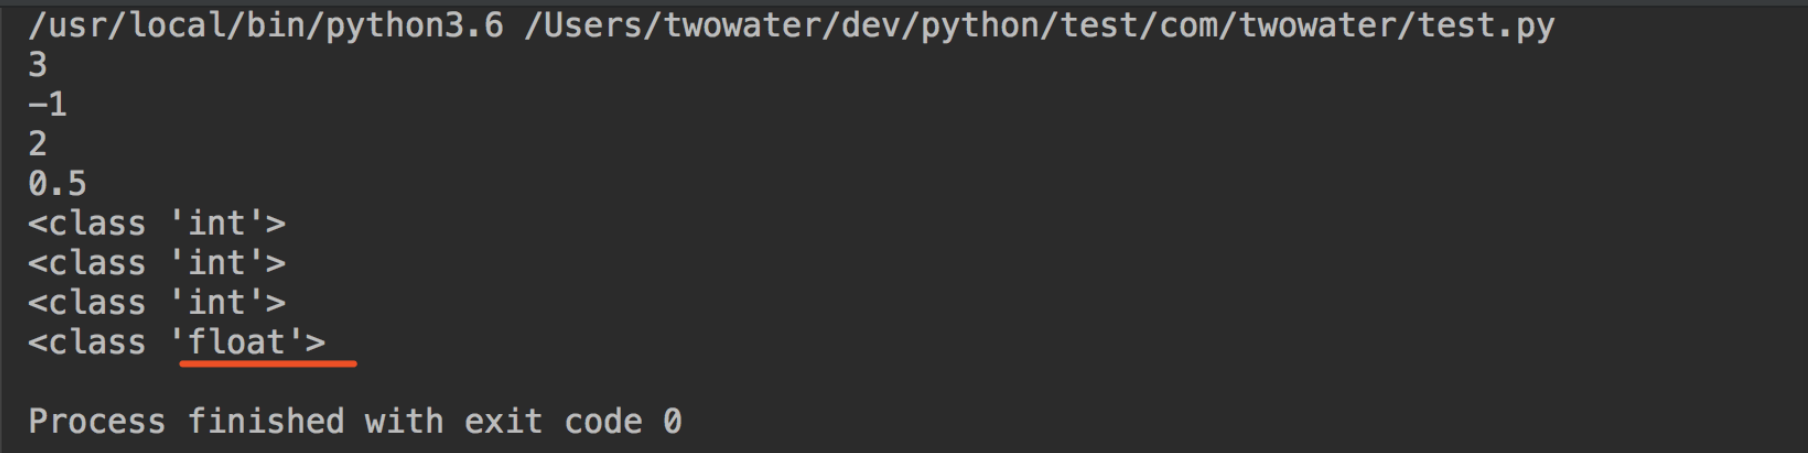 /usr/local/bin/python3.6 /Users/twowater/dev/python/test/com/twowater/test.py
3
-1
2
0.5
<class 'int'>
<class 'int'>
<class 'int'>
<class 'float'>
Process finished with exit code 0